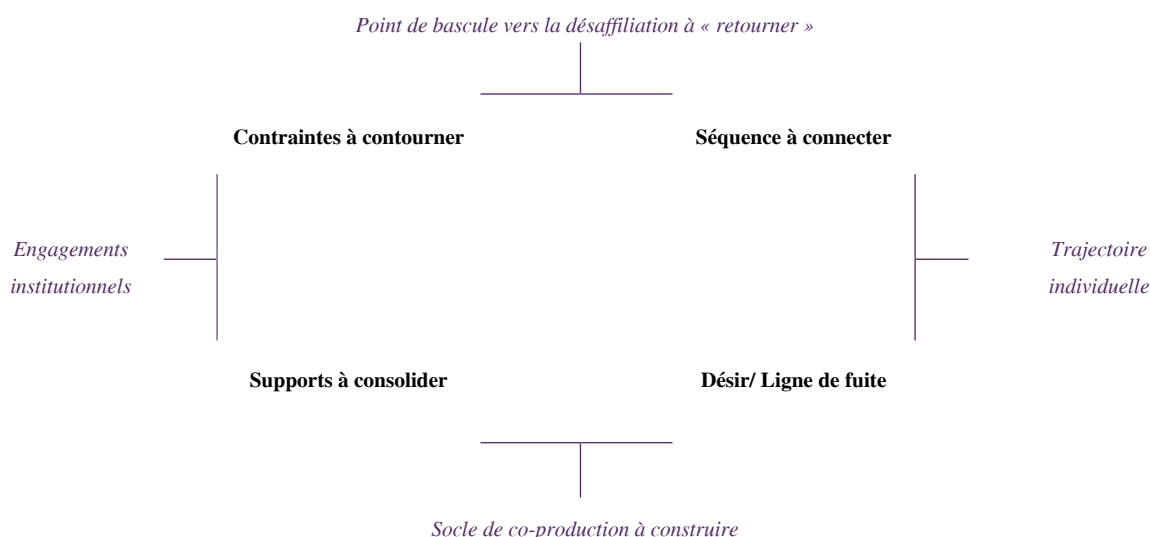 Point de bascule vers la désaffiliation à « retourner »
Contraintes à contourner
Séquence à connecter
Engagements
institutionnels
Trajectoire
individuelle
Supports à consolider
Désir/ Ligne de fuite
Socle de co-production à construire